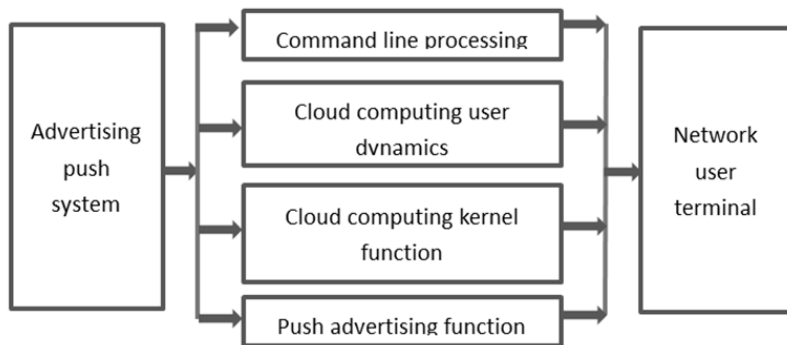 Advertising
push
system
Command line processing
Cloud computing user
dynamics
Cloud computing kernel
function
Push advertising function
Network
user
terminal